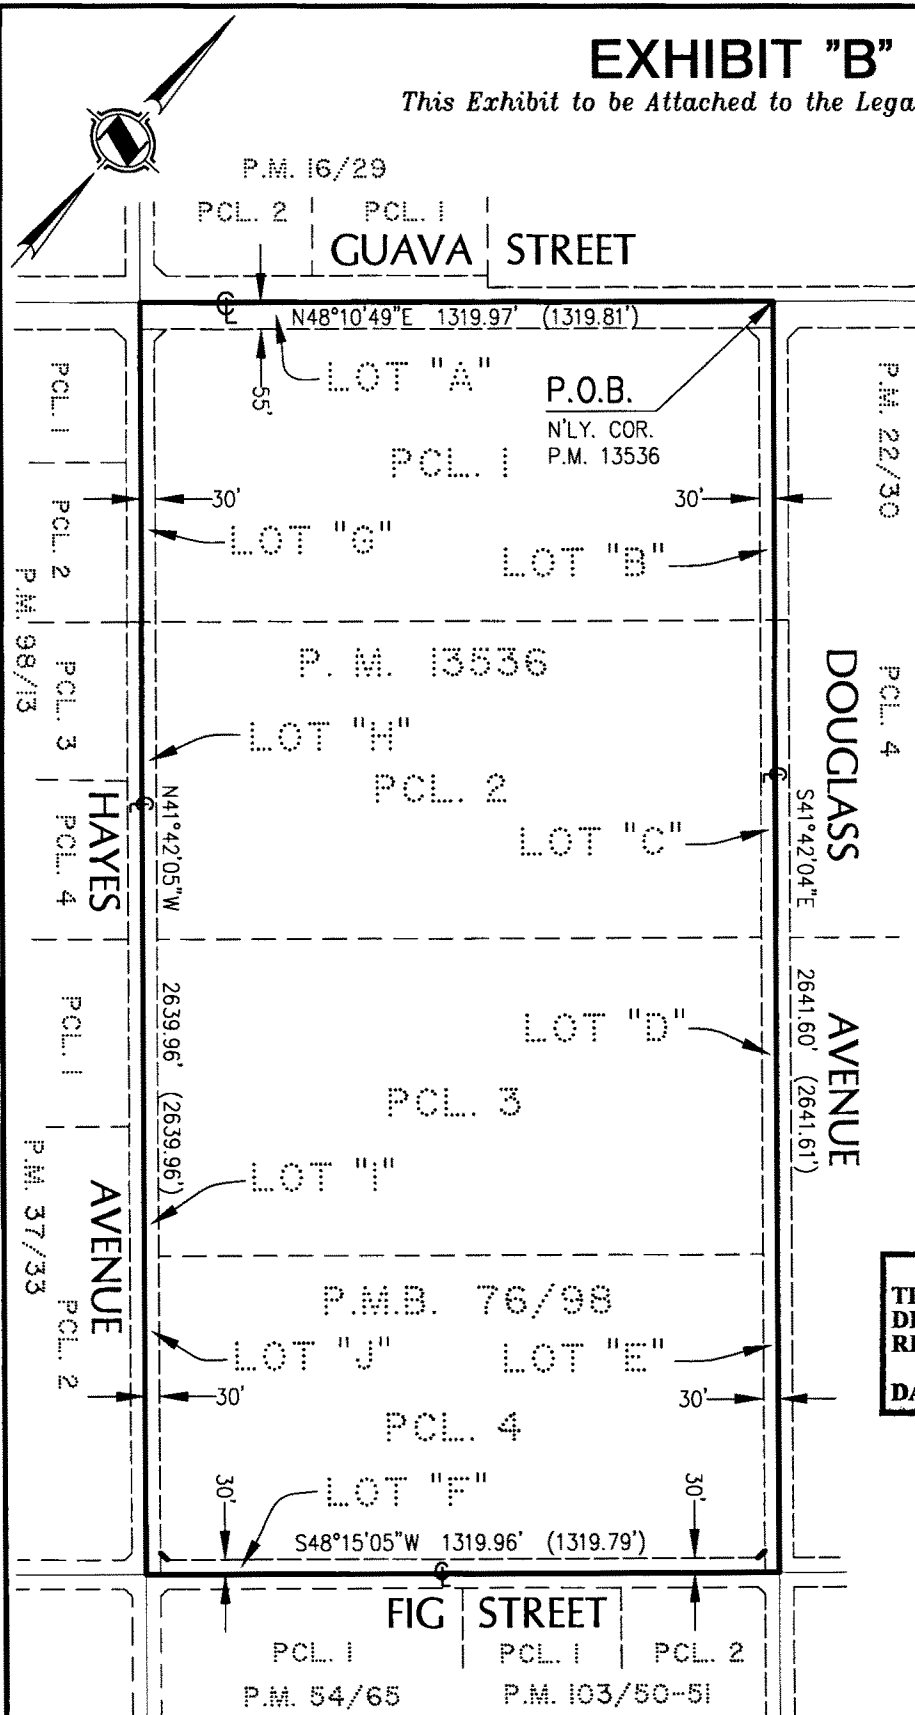 EXHIBIT "B"
This Exhibit to be Attached to the Lega
P.M. 16/29
PCL. 2 PCL. 1
GUAVA STREET
℄
N48°10'49"E 1319.97' (1319.81')
55'
LOT "A"
P.O.B.
N'LY. COR.
P.M. 13536
PCL. 1
PCL. 1
P.M. 22/30
30' 30'
LOT "G"
LOT "B"
PCL. 2
P.M. 98/13
P. M. 13536
PCL. 3
PCL. 4
LOT "H"
PCL. 2
LOT "C"
DOUGLASS
℄
S41°42'04"E
HAYES
℄
N41°42'05"W
PCL. 4
LOT "D"
2641.60' (2641.61')
AVENUE
PCL. 1
2639.96' (2639.96')
PCL. 3
LOT "I"
P.M. 37/33
AVENUE
PCL. 2
P.M.B. 76/98
LOT "J"
LOT "E"
30' 30'
PCL. 4
LOT "F"
30' 30'
S48°15'05"W 1319.96' (1319.79')
℄
FIG STREET
PCL. 1 PCL. 1 PCL. 2
P.M. 54/65 P.M. 103/50-51
DA